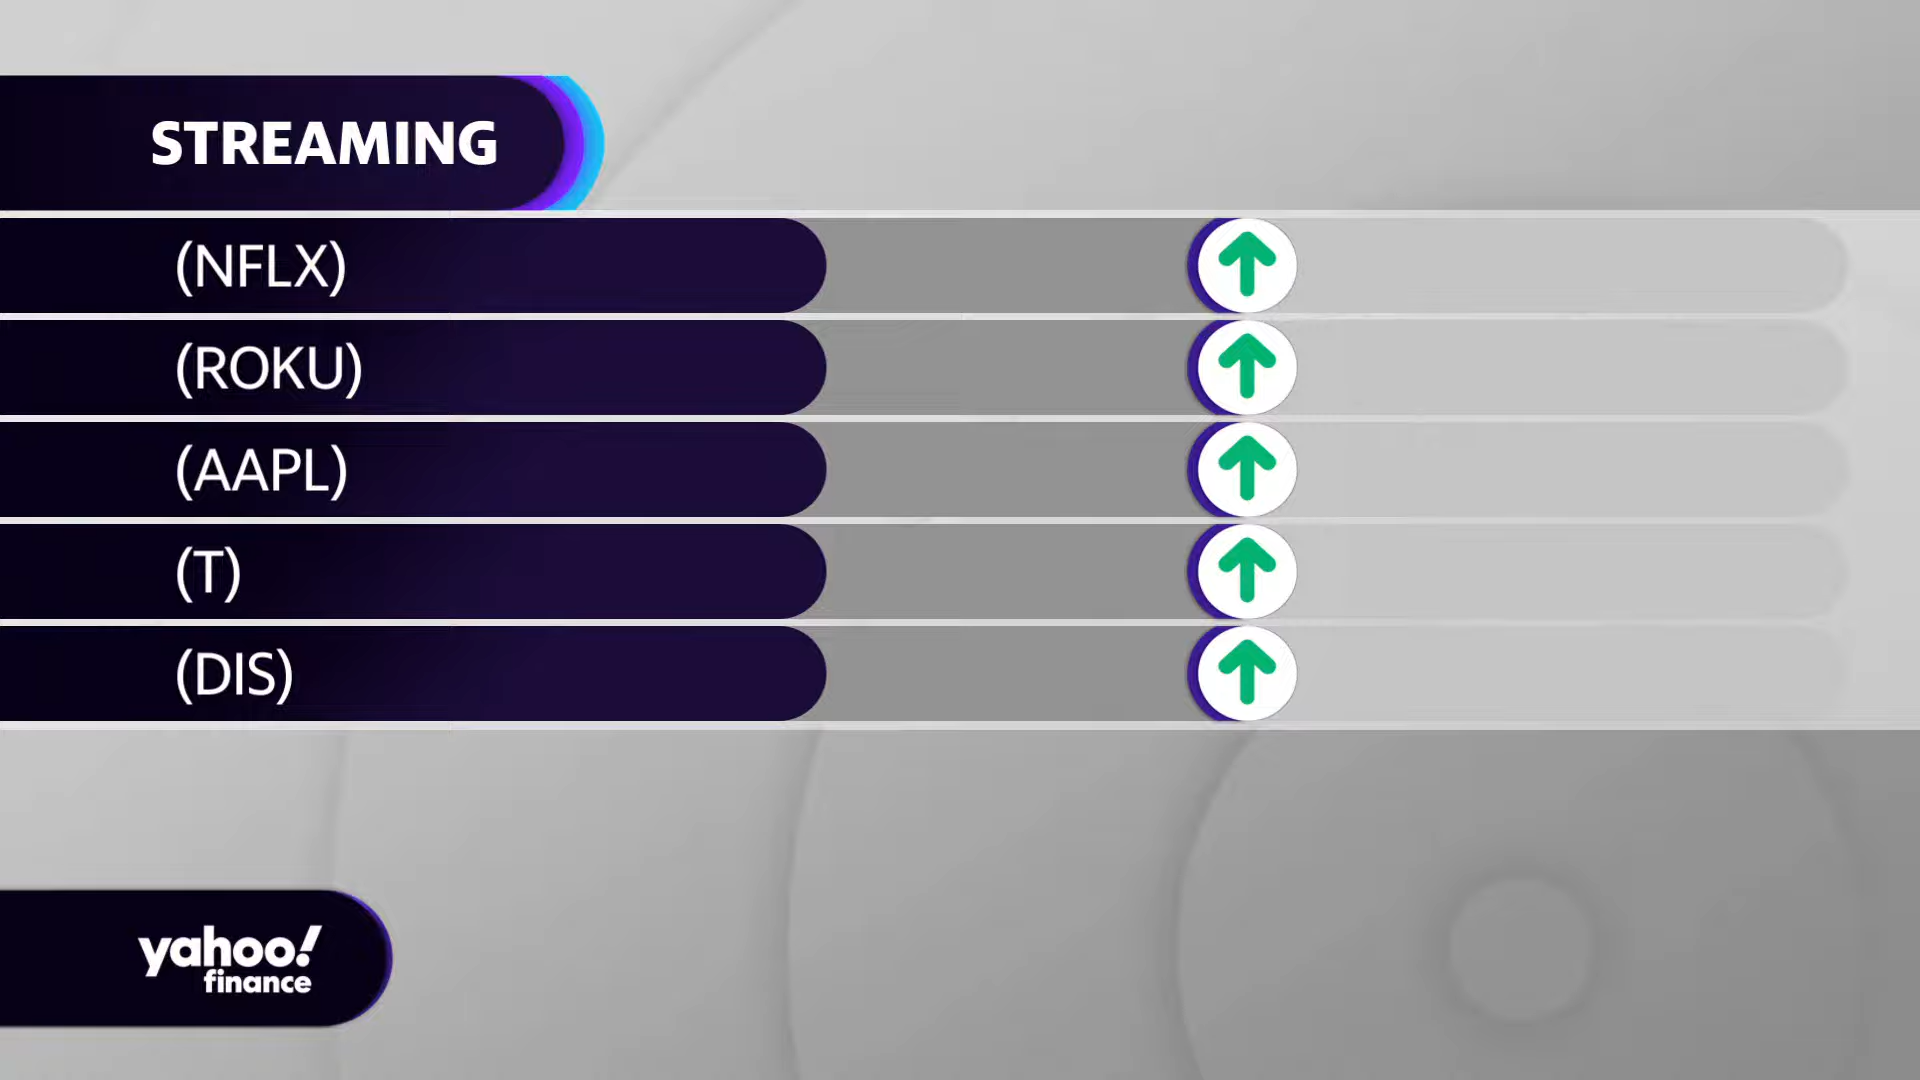 STREAMING
(NFLX)
(ROKU)
(AAPL)
(T)
(DIS)
yahoo!
finance